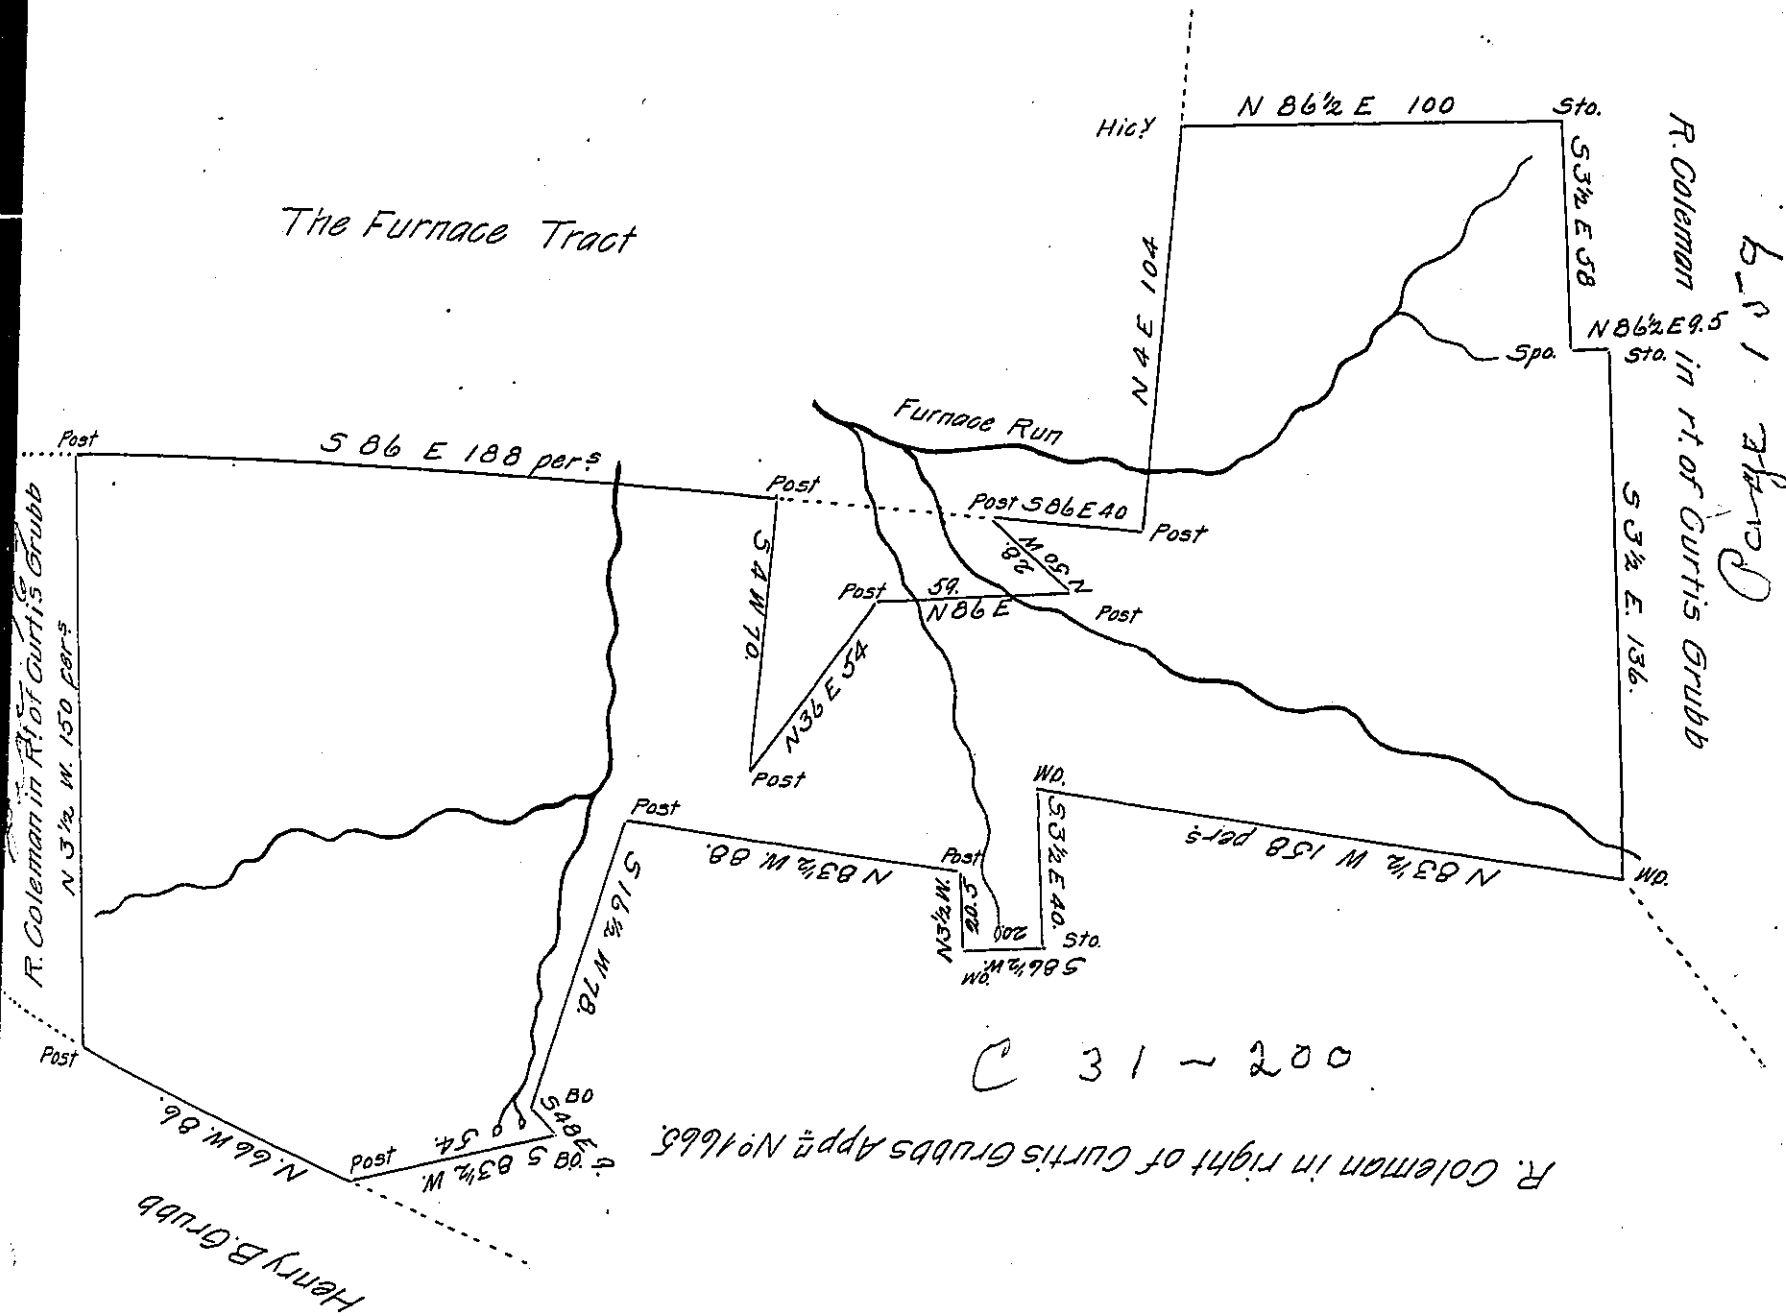 N 86½ E 100
Sto.
Hicy
S 3½ E 58
R. Coleman in rt. of Curtis Grubb
The Furnace Tract
N 4 E 104
N 86½ E 9.5
Sto.
Spo.
Furnace Run
Post
S 86 E 188 pers
Post
Post S 86 E 40
Post
S 4 W 70.
N 50 W
28.
Post
59.
N 86 E
Post
S 3½ E. 136.
R. Coleman in Rt of Curtis Grubb
N 3½ W. 150 pers
N 36 E 54
Post
WO.
Post
N 83½ W. 88.
Post
S 3½ E 40.
N 83½ W 158 pers
WO.
S 16½ W 78.
N 3½ W.
20.5
20
Sto.
S 86½ W.
WO.
C 31 - 200
Post
BO
S 48 E
6.
BO.
N. 66 W. 86.
Post
S 83½ W.
54.
R. Coleman in right of Curtis Grubbs Appn No 1665.
Henry B. Grubb